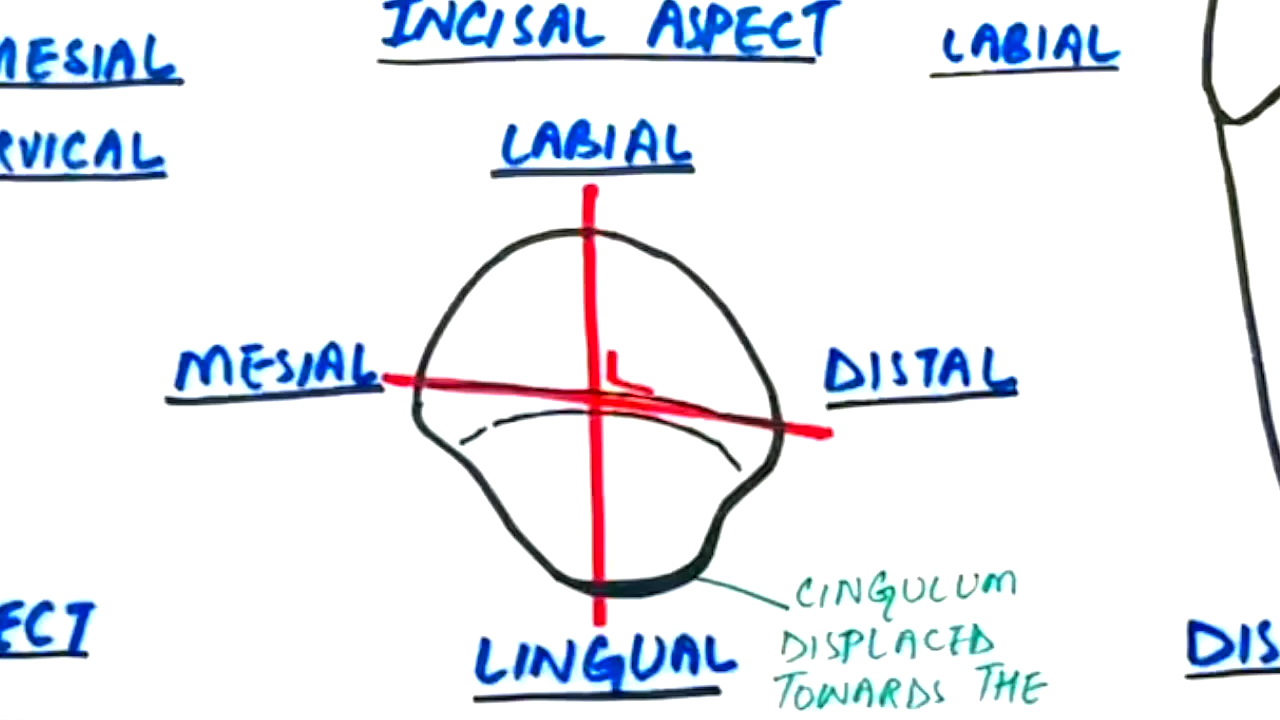 INCISAL ASPECT
MESIAL
LABIAL
LABIAL
RVICAL
MESIAL
DISTAL
CINGULUM
DISPLACED
TOWARDS THE
ECT
LINGUAL
DIS